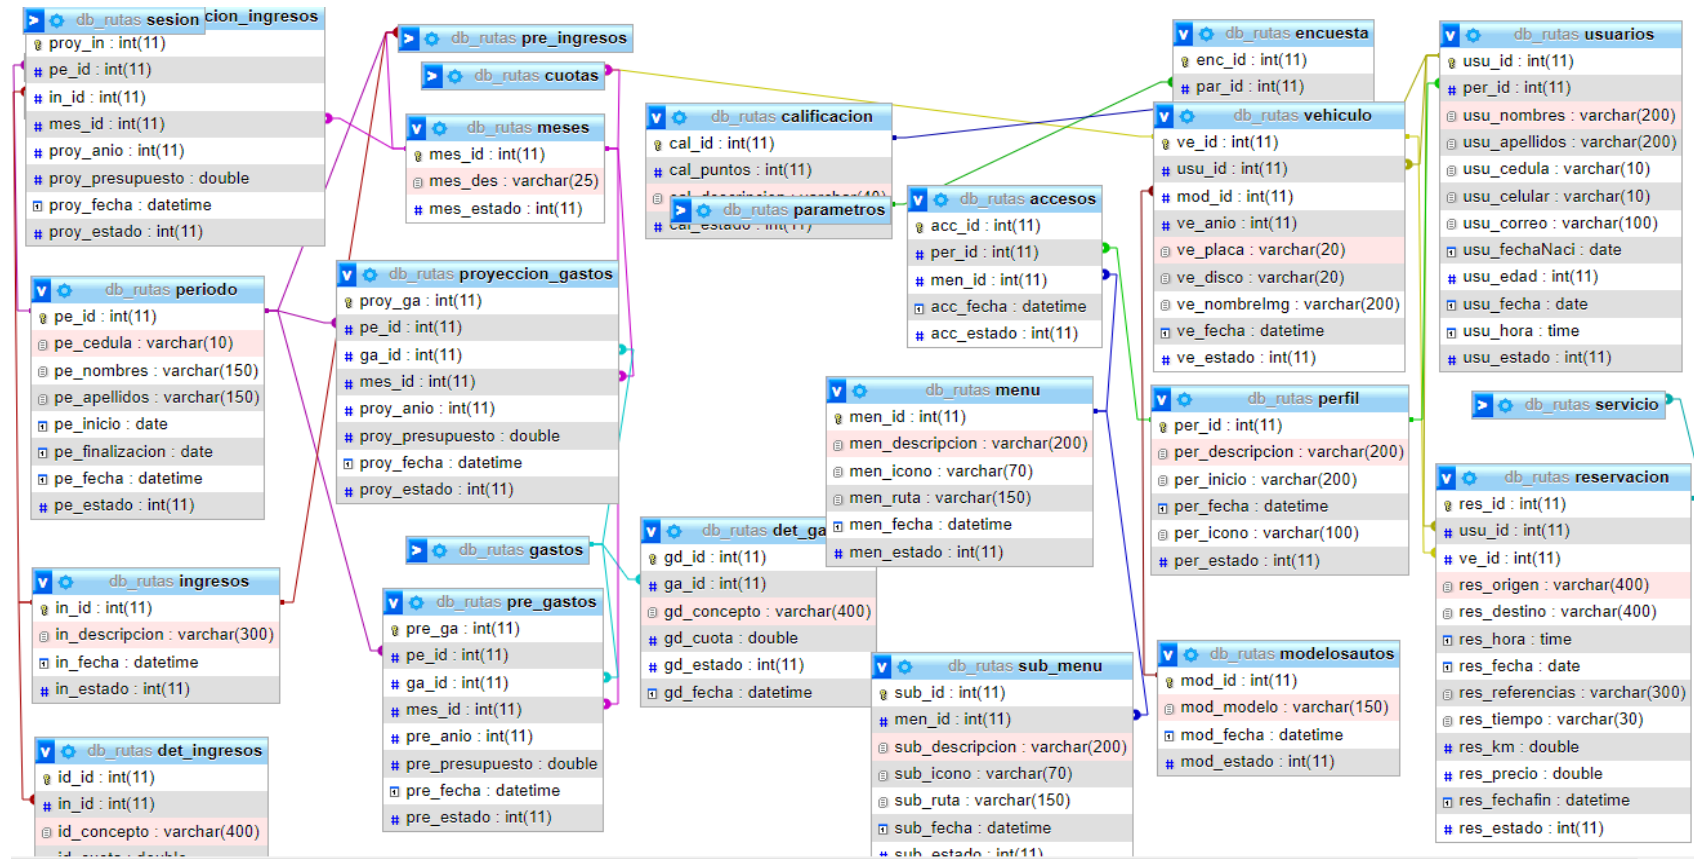 db_rutas sesion
cion_ingresos
proy_in : int(11)
pe_id : int(11)
in_id : int(11)
mes_id : int(11)
proy_anio : int(11)
proy_presupuesto : double
proy_fecha : datetime
proy_estado : int(11)
db_rutas pre_ingresos
db_rutas cuotas
db_rutas meses
mes_id : int(11)
mes_des : varchar(25)
mes_estado : int(11)
db_rutas calificacion
cal_id : int(11)
cal_puntos : int(11)
cal_descripcion : varchar(40)
db_rutas parametros
cal_estado : int(11)
db_rutas encuesta
enc_id : int(11)
par_id : int(11)
db_rutas vehiculo
ve_id : int(11)
usu_id : int(11)
mod_id : int(11)
ve_anio : int(11)
ve_placa : varchar(20)
ve_disco : varchar(20)
ve_nombreImg : varchar(200)
ve_fecha : datetime
ve_estado : int(11)
db_rutas usuarios
usu_id : int(11)
per_id : int(11)
usu_nombres : varchar(200)
usu_apellidos : varchar(200)
usu_cedula : varchar(10)
usu_celular : varchar(10)
usu_correo : varchar(100)
usu_fechaNaci : date
usu_edad : int(11)
usu_fecha : date
usu_hora : time
usu_estado : int(11)
db_rutas accesos
acc_id : int(11)
per_id : int(11)
men_id : int(11)
acc_fecha : datetime
acc_estado : int(11)
db_rutas periodo
pe_id : int(11)
pe_cedula : varchar(10)
pe_nombres : varchar(150)
pe_apellidos : varchar(150)
pe_inicio : date
pe_finalizacion : date
pe_fecha : datetime
pe_estado : int(11)
db_rutas proyeccion_gastos
proy_ga : int(11)
pe_id : int(11)
ga_id : int(11)
mes_id : int(11)
proy_anio : int(11)
proy_presupuesto : double
proy_fecha : datetime
proy_estado : int(11)
db_rutas menu
men_id : int(11)
men_descripcion : varchar(200)
men_icono : varchar(70)
men_ruta : varchar(150)
men_fecha : datetime
men_estado : int(11)
db_rutas perfil
per_id : int(11)
per_descripcion : varchar(200)
per_inicio : varchar(200)
per_fecha : datetime
per_icono : varchar(100)
per_estado : int(11)
db_rutas servicio
db_rutas reservacion
res_id : int(11)
usu_id : int(11)
ve_id : int(11)
res_origen : varchar(400)
res_destino : varchar(400)
res_hora : time
res_fecha : date
res_referencias : varchar(300)
res_tiempo : varchar(30)
res_km : double
res_precio : double
res_fechafin : datetime
res_estado : int(11)
db_rutas gastos
db_rutas det_ga
gd_id : int(11)
ga_id : int(11)
gd_concepto : varchar(400)
gd_cuota : double
gd_estado : int(11)
gd_fecha : datetime
db_rutas ingresos
in_id : int(11)
in_descripcion : varchar(300)
in_fecha : datetime
in_estado : int(11)
db_rutas pre_gastos
pre_ga : int(11)
pe_id : int(11)
ga_id : int(11)
mes_id : int(11)
pre_anio : int(11)
pre_presupuesto : double
pre_fecha : datetime
pre_estado : int(11)
db_rutas sub_menu
sub_id : int(11)
men_id : int(11)
sub_descripcion : varchar(200)
sub_icono : varchar(70)
sub_ruta : varchar(150)
sub_fecha : datetime
sub_estado : int(11)
db_rutas modelosautos
mod_id : int(11)
mod_modelo : varchar(150)
mod_fecha : datetime
mod_estado : int(11)
db_rutas det_ingresos
id_id : int(11)
in_id : int(11)
id_concepto : varchar(400)
id_cuota : double